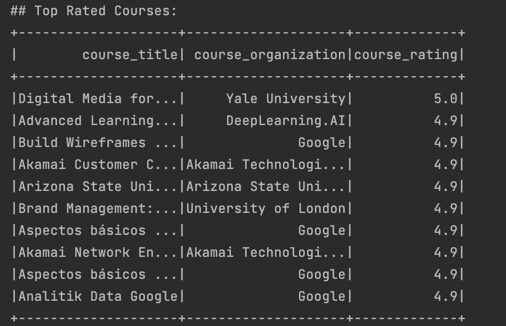 ## Top Rated Courses:
+--------------------+--------------------+-------------+
|        course_title| course_organization|course_rating|
+--------------------+--------------------+-------------+
|Digital Media for...|     Yale University|          5.0|
|Advanced Learning...|     DeepLearning.AI|          4.9|
|Build Wireframes ...|              Google|          4.9|
|Akamai Customer C...|Akamai Technologi...|          4.9|
|Arizona State Uni...|Arizona State Uni...|          4.9|
|Brand Management:...|University of London|          4.9|
|Aspectos básicos ...|              Google|          4.9|
|Akamai Network En...|Akamai Technologi...|          4.9|
|Aspectos básicos ...|              Google|          4.9|
|Analitik Data Google|              Google|          4.9|
+--------------------+--------------------+-------------+